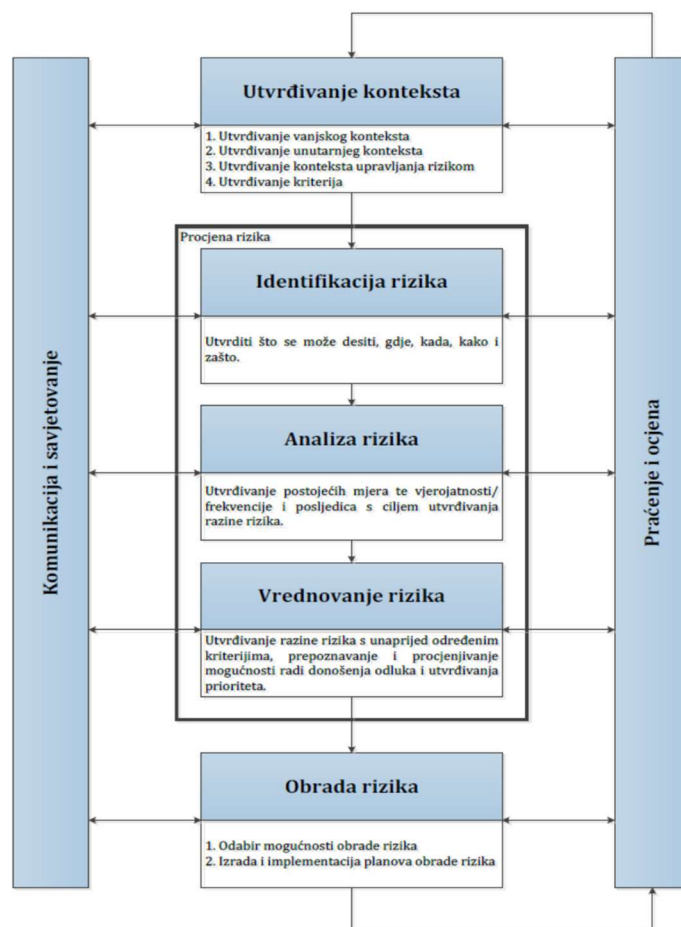 Utvrđivanje konteksta
1. Utvrđivanje vanjskog konteksta
2. Utvrđivanje unutarnjeg konteksta
3. Utvrđivanje konteksta upravljanja rizikom
4. Utvrđivanje kriterija
Procjena rizika
Identifikacija rizika
Utvrditi što se može desiti, gdje, kada, kako i
zašto.
Analiza rizika
Utvrđivanje postojećih mjera te vjerojatnosti/
frekvencije i posljedica s ciljem utvrđivanja
razine rizika.
Vrednovanje rizika
Utvrđivanje razine rizika s unaprijed određenim
kriterijima, prepoznavanje i procjenjivanje
mogućnosti radi donošenja odluka i utvrđivanja
prioriteta.
Obrada rizika
1. Odabir mogućnosti obrade rizika
2. Izrada i implementacija planova obrade rizika
Komunikacija i savjetovanje
Praćenje i ocjena